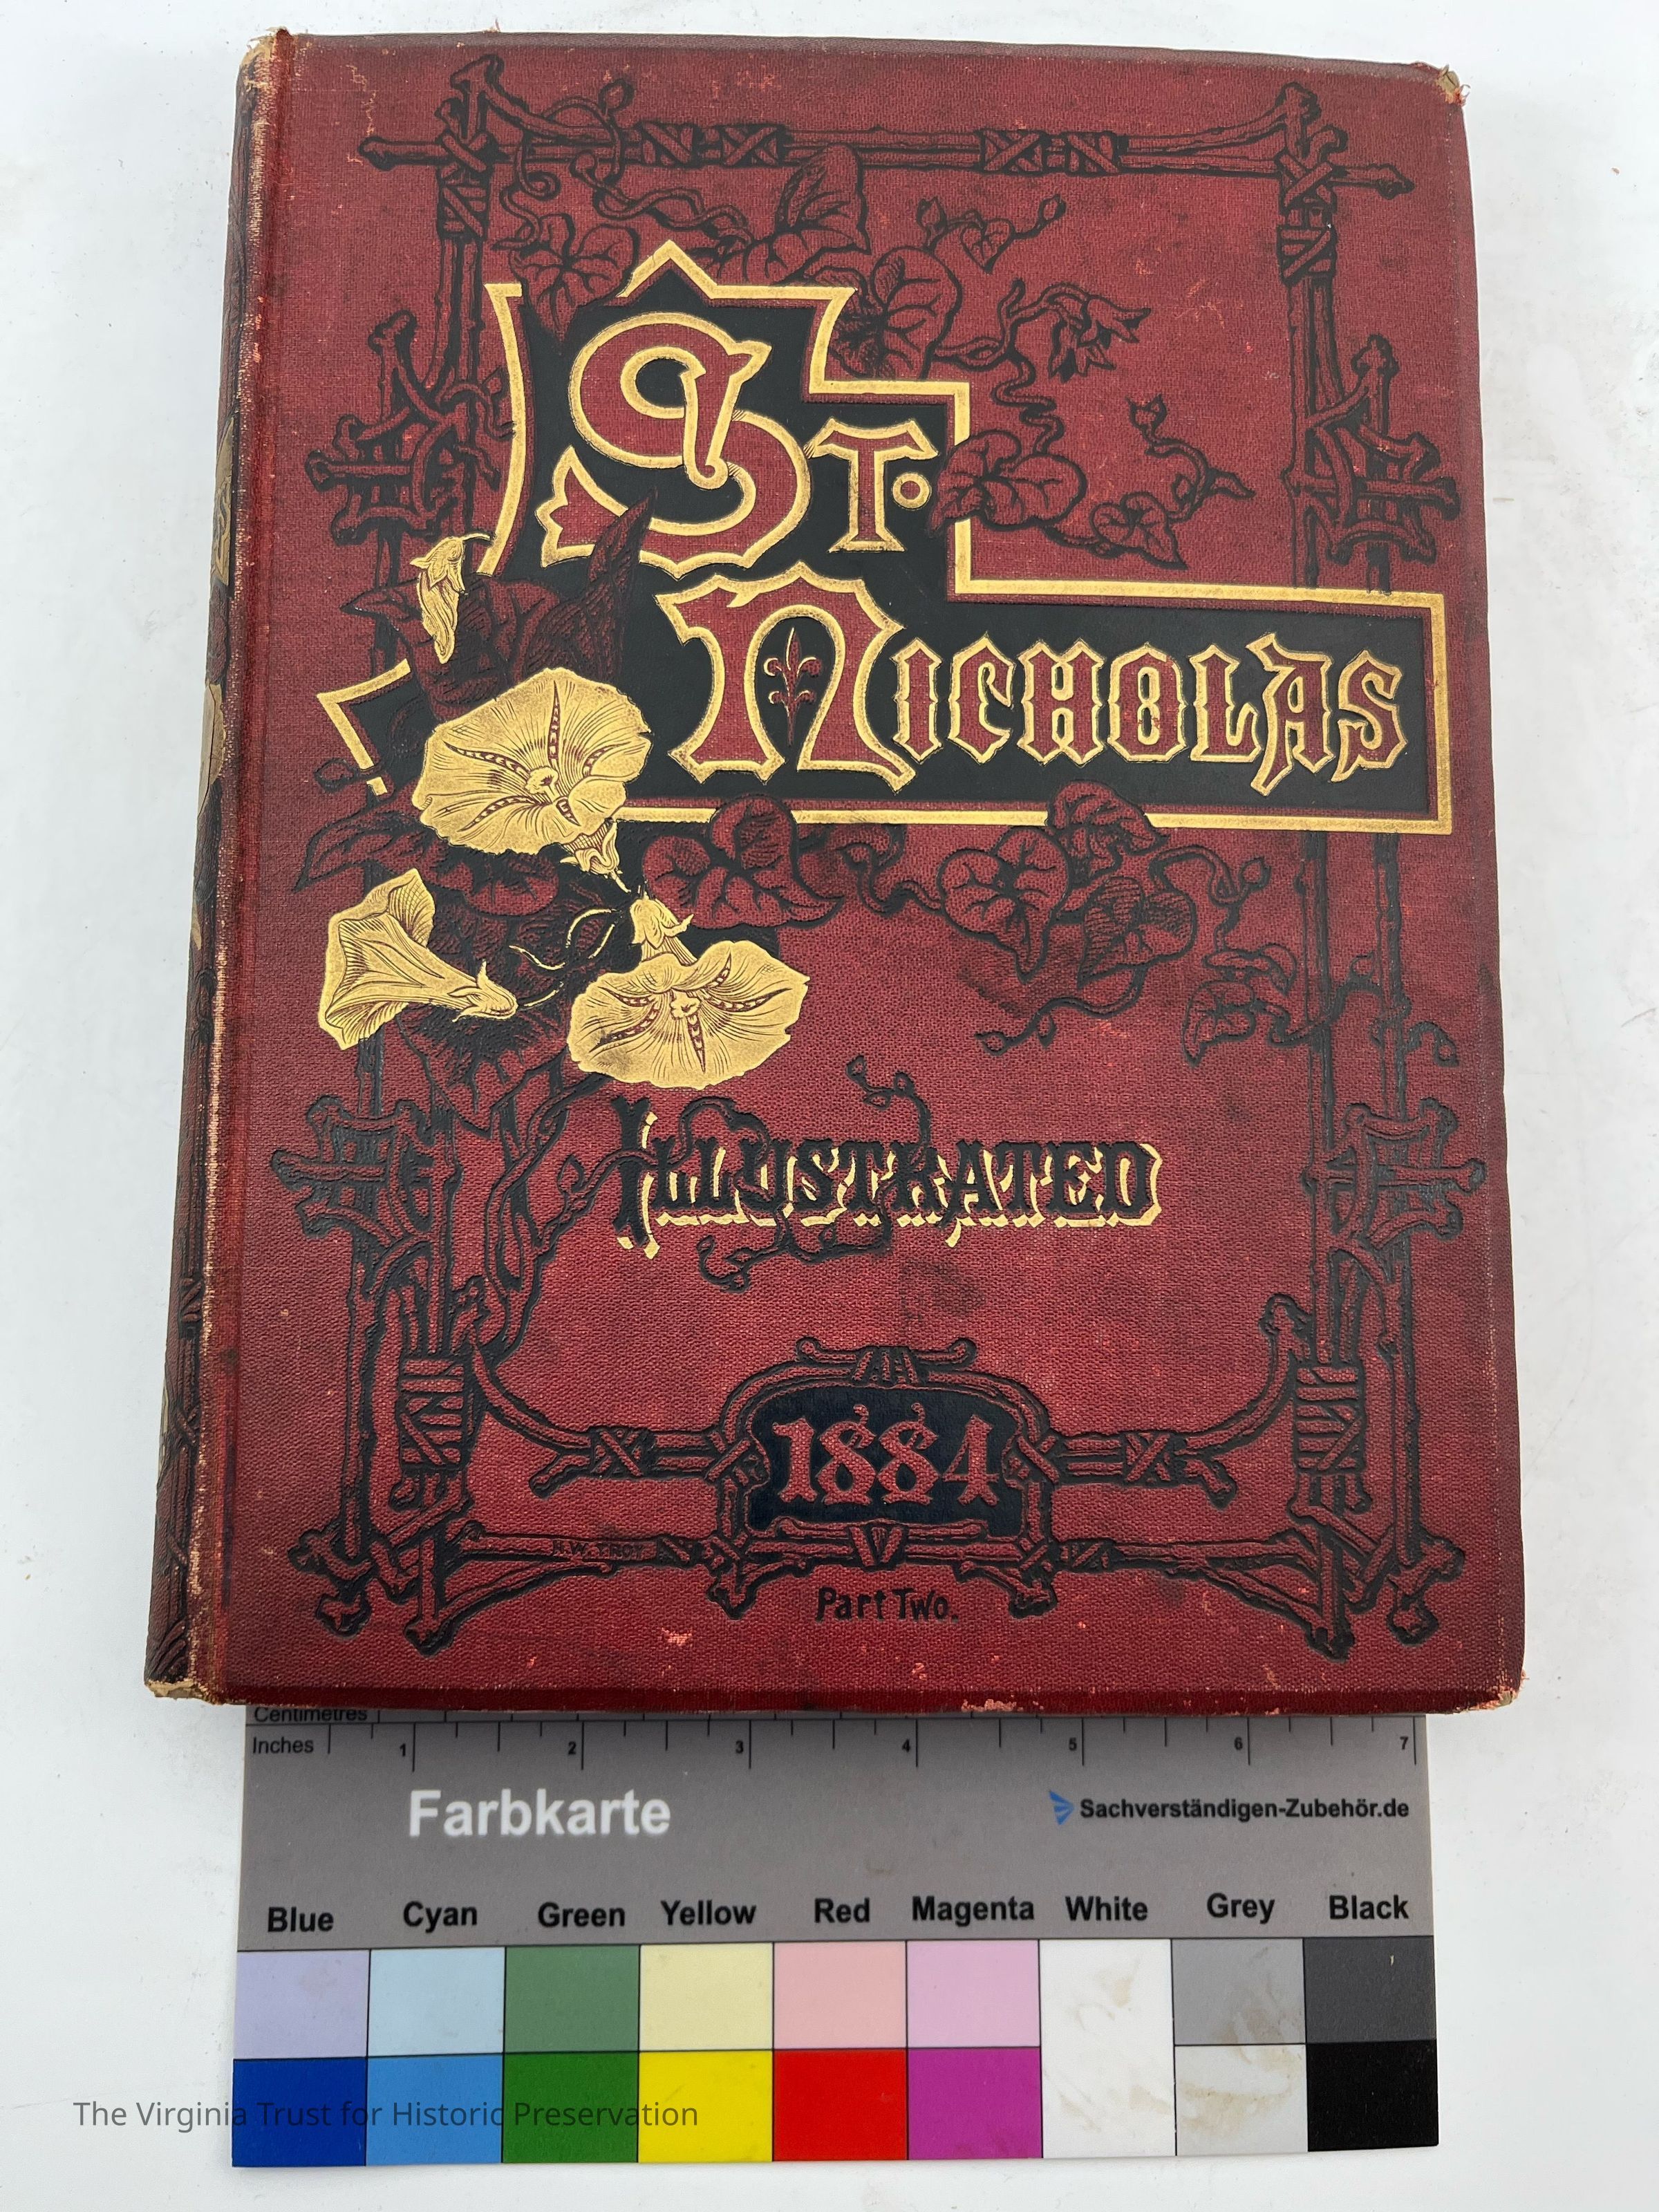 St.
Nicholas
Illustrated
1884
H.W. TROY
Part Two.
Centimetres
Inches 1 2 3 4 5 6 7
Farbkarte
Sachverständigen-Zubehör.de
Blue Cyan Green Yellow Red Magenta White Grey Black
The Virginia Trust for Historic Preservation